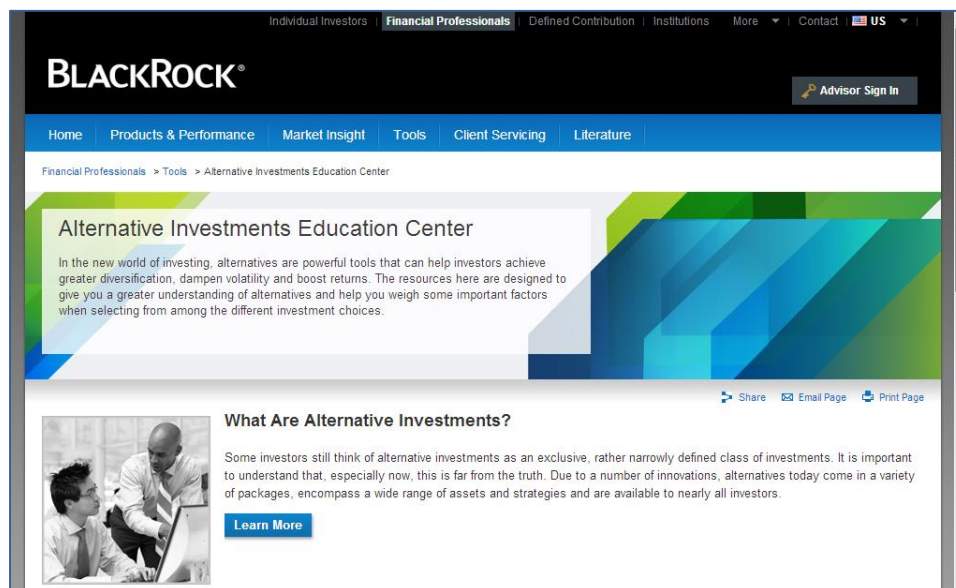 Individual Investors | Financial Professionals | Defined Contribution | Institutions More ▼ | Contact | US ▼ |
BLACKROCK®
Advisor Sign In
Home Products & Performance Market Insight Tools Client Servicing Literature
Financial Professionals > Tools > Alternative Investments Education Center
Alternative Investments Education Center
In the new world of investing, alternatives are powerful tools that can help investors achieve
greater diversification, dampen volatility and boost returns. The resources here are designed to
give you a greater understanding of alternatives and help you weigh some important factors
when selecting from among the different investment choices.
Share Email Page Print Page
What Are Alternative Investments?
Some investors still think of alternative investments as an exclusive, rather narrowly defined class of investments. It is important
to understand that, especially now, this is far from the truth. Due to a number of innovations, alternatives today come in a variety
of packages, encompass a wide range of assets and strategies and are available to nearly all investors.
Learn More